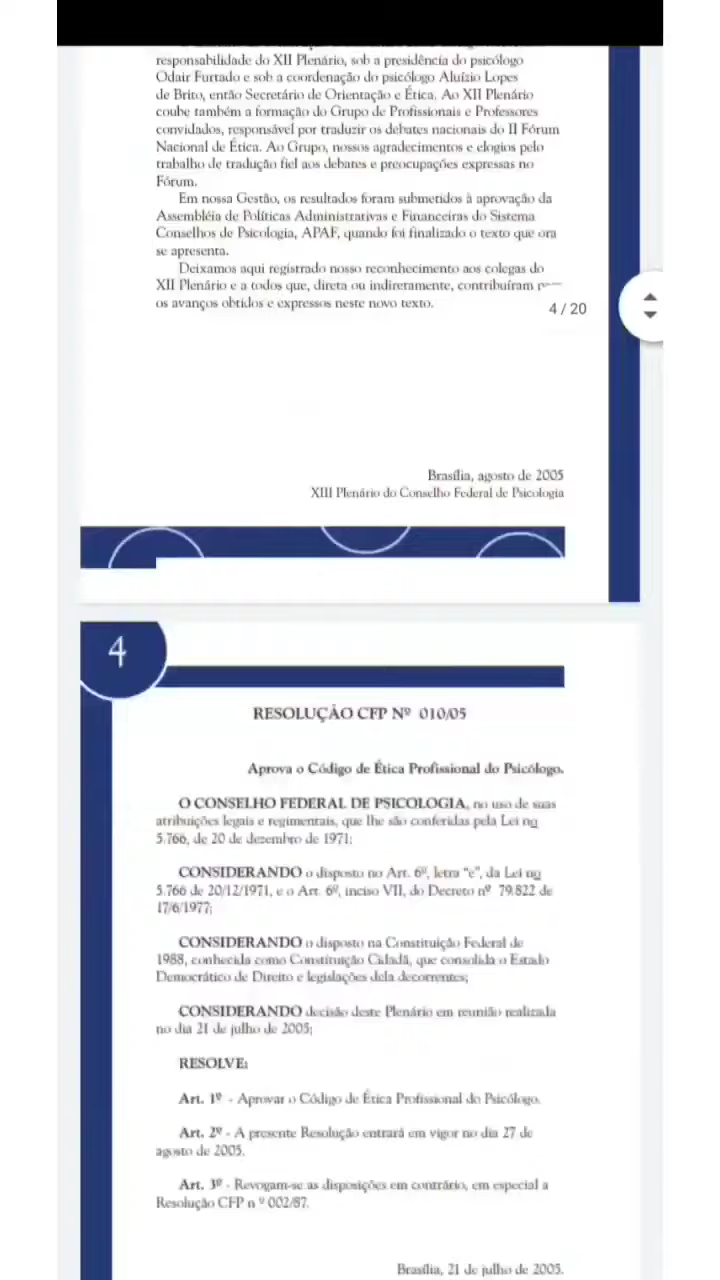 responsabilidade do XII Plenário, sob a presidência do psicólogo
Odair Furtado e sob a coordenação do psicólogo Aluízio Lopes
de Brito, então Secretário de Orientação e Ética. Ao XII Plenário
coube também a formação do Grupo de Profissionais e Professores
convidados, responsável por traduzir os debates nacionais do II Fórum
Nacional de Ética. Ao Grupo, nossos agradecimentos e elogios pelo
trabalho de tradução fiel aos debates e preocupações expressas no
Fórum.
Em nossa Gestão, os resultados foram submetidos à aprovação da
Assembléia de Políticas Administrativas e Financeiras do Sistema
Conselhos de Psicologia, APAF, quando foi finalizado o texto que ora
se apresenta.
Deixamos aqui registrado nosso reconhecimento aos colegas do
XII Plenário e a todos que, direta ou indiretamente, contribuíram
os avanços obtidos e expressos neste novo texto.
4 / 20
Brasília, agosto de 2005
XIII Plenário do Conselho Federal de Psicologia
4
RESOLUÇÃO CFP Nº 010/05
Aprova o Código de Ética Profissional do Psicólogo.
O CONSELHO FEDERAL DE PSICOLOGIA, no uso de suas
atribuições legais e regimentais, que lhe são conferidas pela Lei no
5.766, de 20 de dezembro de 1971;
CONSIDERANDO o disposto no Art. 6º, letra "e", da Lei no
5.766 de 20/12/1971, e o Art. 6º, inciso VII, do Decreto nº 79.822 de
17/6/1977;
CONSIDERANDO o disposto na Constituição Federal de
1988, conhecida como Constituição Cidadã, que consolida o Estado
Democrático de Direito e legislações dela decorrentes;
CONSIDERANDO decisão deste Plenário em reunião realizada
no dia 21 de julho de 2005;
RESOLVE:
Art. 1º - Aprovar o Código de Ética Profissional do Psicólogo.
Art. 2º - A presente Resolução entrará em vigor no dia 27 de
agosto de 2005.
Art. 3º - Revogam-se as disposições em contrário, em especial a
Resolução CFP n º 002/87.
Brasília, 21 de julho de 2005.